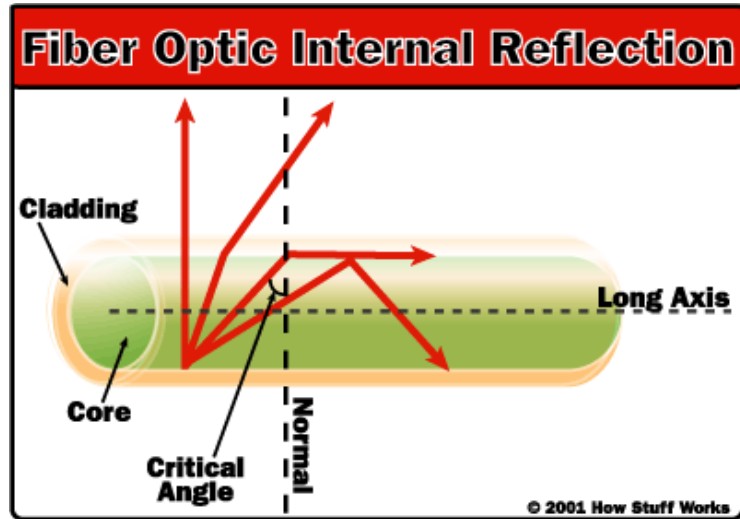 Fiber Optic Internal Reflection
Cladding
Long Axis
Core
Critical
Angle
Normal
© 2001 How Stuff Works